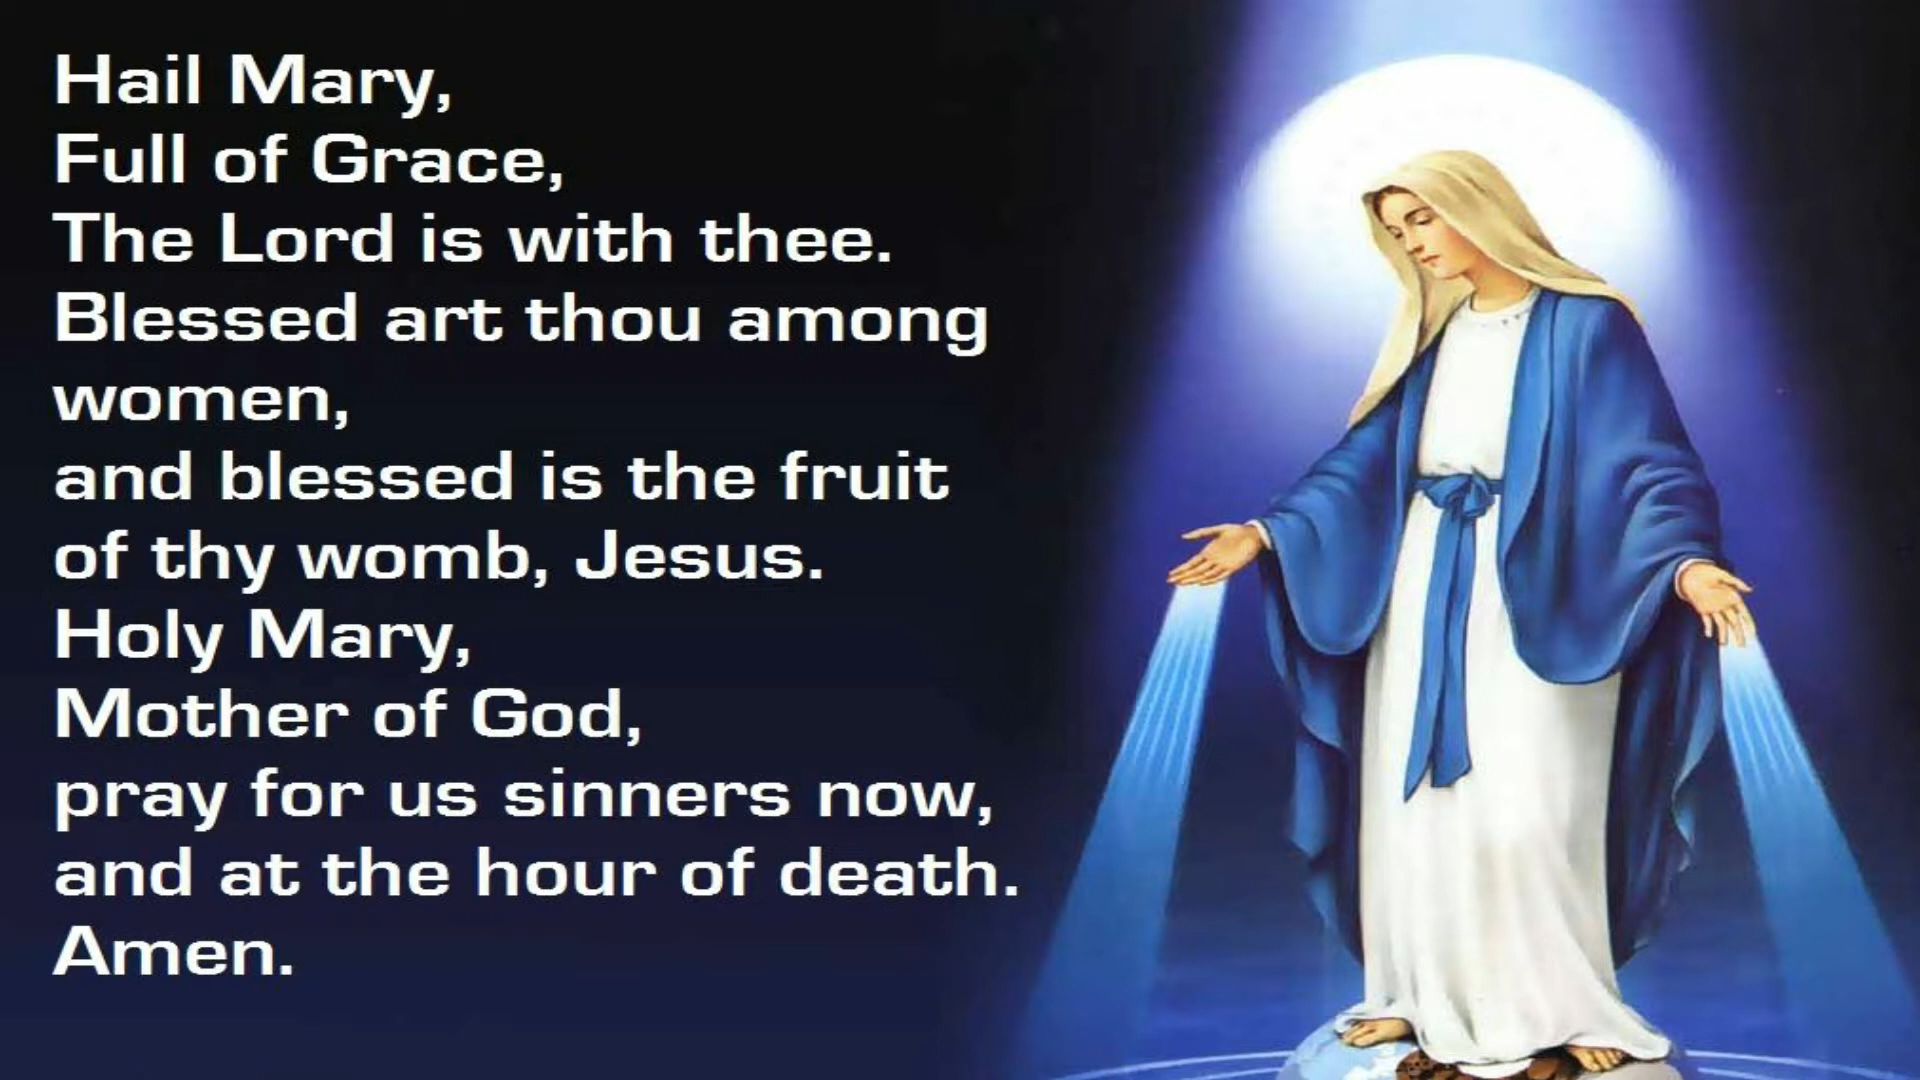 Hail Mary,
Full of Grace,
The Lord is with thee.
Blessed art thou among
women,
and blessed is the fruit
of thy womb, Jesus.
Holy Mary,
Mother of God,
pray for us sinners now,
and at the hour of death.
Amen.